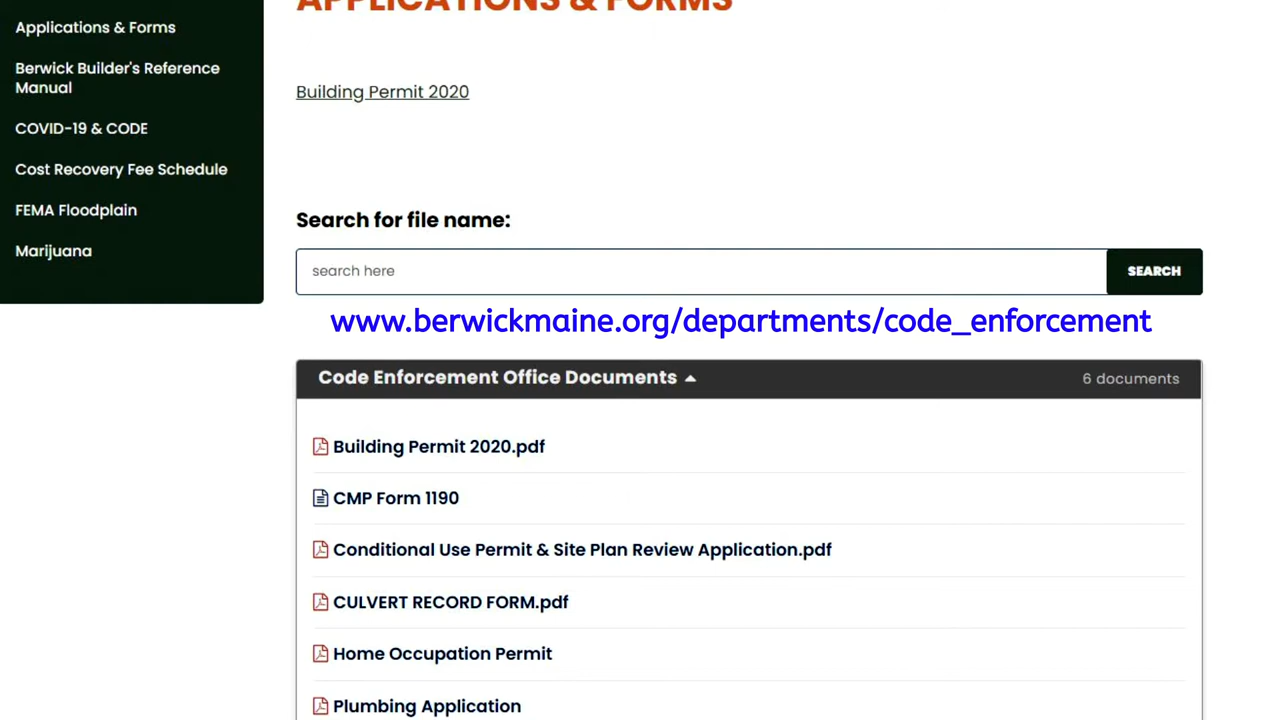 APPLICATIONS & FORMS
Applications & Forms
Berwick Builder's Reference
Manual
COVID-19 & CODE
Cost Recovery Fee Schedule
FEMA Floodplain
Marijuana
Building Permit 2020
Search for file name:
search here
SEARCH
www.berwickmaine.org/departments/code_enforcement
Code Enforcement Office Documents
6 documents
Building Permit 2020.pdf
CMP Form 1190
Conditional Use Permit & Site Plan Review Application.pdf
CULVERT RECORD FORM.pdf
Home Occupation Permit
Plumbing Application